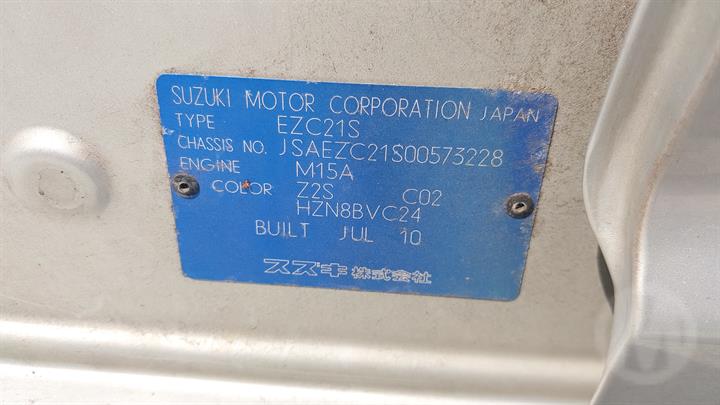 SUZUKI MOTOR CORPORATION JAPAN
TYPE EZC21S
CHASSIS NO. JSAEZC21S00573228
ENGINE M15A
COLOR Z2S C02
HZN8BVC24
BUILT JUL 10
スズキ株式会社